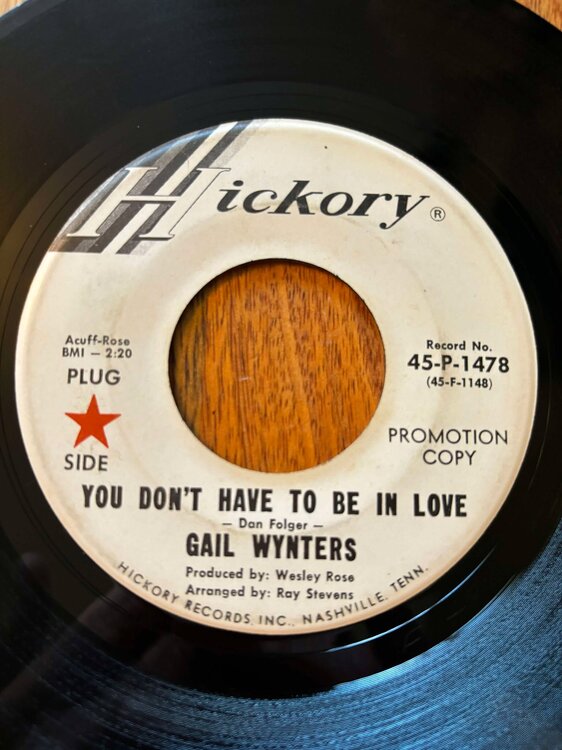 Hickory ®
Acuff-Rose
BMI — 2:20
PLUG
SIDE
Record No.
45-P-1478
(45-F-1148)
PROMOTION
COPY
YOU DON'T HAVE TO BE IN LOVE
— Dan Folger —
GAIL WYNTERS
Produced by: Wesley Rose
Arranged by: Ray Stevens
HICKORY RECORDS, INC., NASHVILLE, TENN.